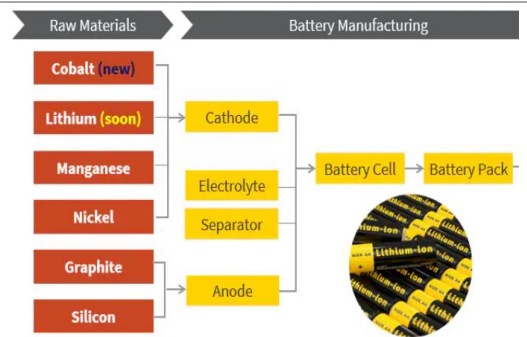 Raw Materials
Battery Manufacturing
Cobalt (new)
Lithium (soon)
Manganese
Nickel
Graphite
Silicon
Cathode
Electrolyte
Separator
Anode
Battery Cell
Battery Pack
Lithium-Ion
Lithium-Ion
Lithium-Ion